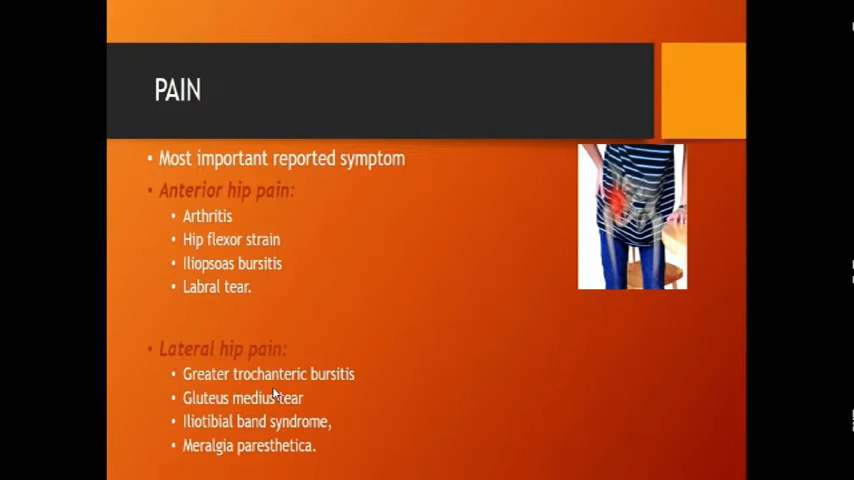 PAIN
• Most important reported symptom
• Anterior hip pain:
• Arthritis
• Hip flexor strain
• Iliopsoas bursitis
• Labral tear.
• Lateral hip pain:
• Greater trochanteric bursitis
• Gluteus medius tear
• Iliotibial band syndrome,
• Meralgia paresthetica.